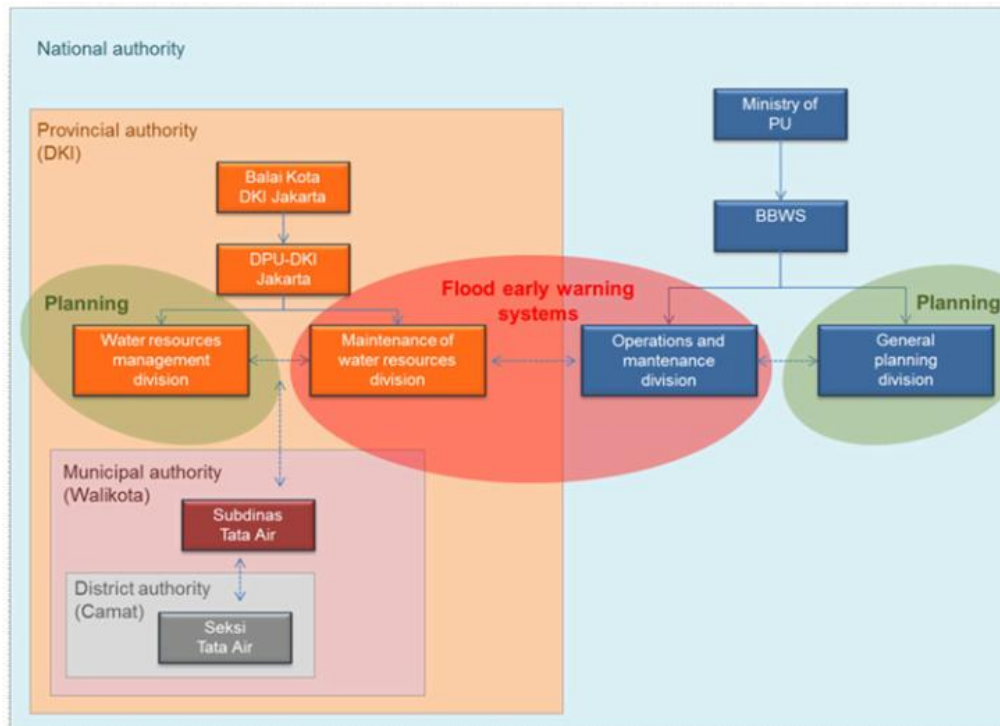 National authority
Ministry of
PU
Provincial authority
(DKI)
Balai Kota
DKI Jakarta
BBWS
DPU-DKI
Jakarta
Flood early warning
systems
Planning
Planning
Water resources
management
division
Maintenance of
water resources
division
Operations and
mantenance
division
General
planning
division
Municipal authority
(Walikota)
Subdinas
Tata Air
District authority
(Camat)
Seksi
Tata Air